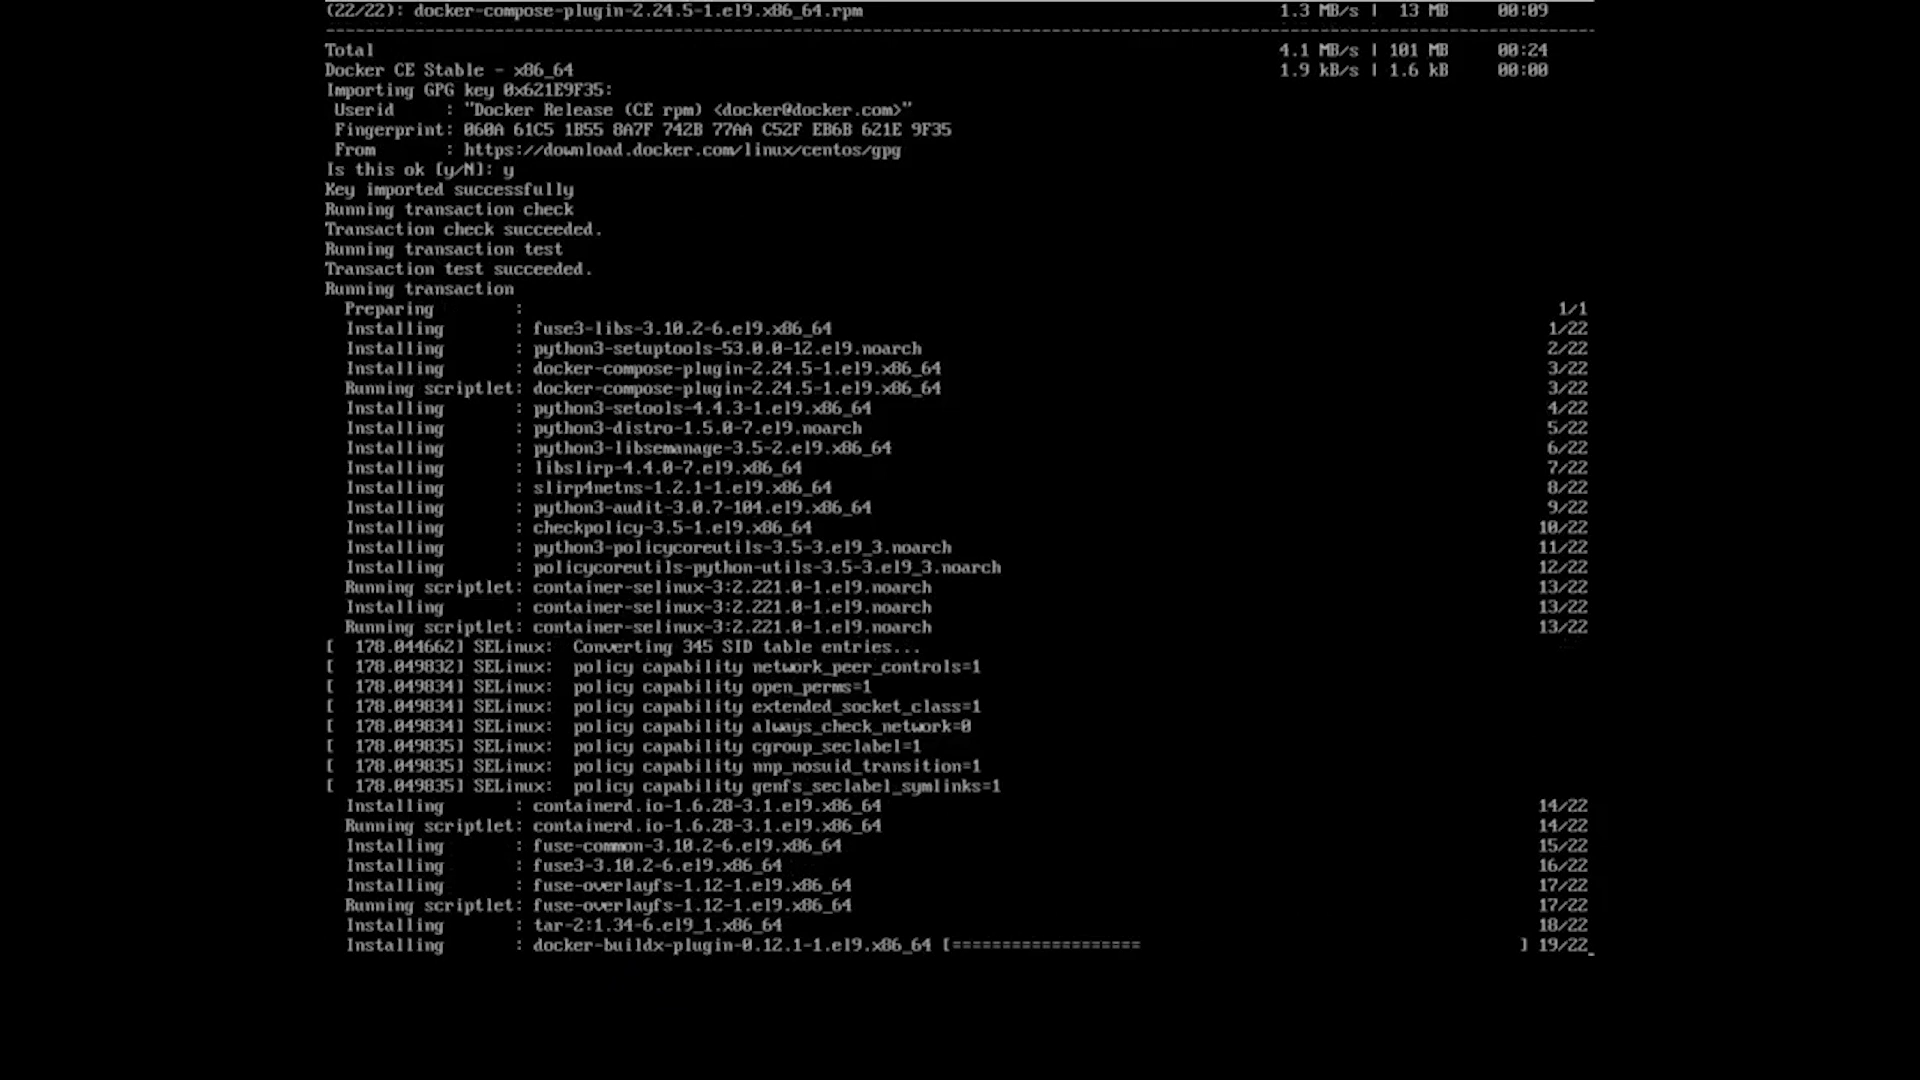 (22/22): docker-compose-plugin-2.24.5-1.el9.x86_64.rpm 1.3 MB/s | 13 MB 00:09
--------------------------------------------------------------------------------
Total 4.1 MB/s | 101 MB 00:24
Docker CE Stable - x86_64 1.9 kB/s | 1.6 kB 00:00
Importing GPG key 0x621E9F35:
Userid : "Docker Release (CE rpm) <docker@docker.com>"
Fingerprint: 060A 61C5 1B55 8A7F 742B 77AA C52F EB6B 621E 9F35
From : https://download.docker.com/linux/centos/gpg
Is this ok [y/N]: y
Key imported successfully
Running transaction check
Transaction check succeeded.
Running transaction test
Transaction test succeeded.
Running transaction
Preparing : 1/1
Installing : fuse3-libs-3.10.2-6.el9.x86_64 1/22
Installing : python3-setuptools-53.0.0-12.el9.noarch 2/22
Installing : docker-compose-plugin-2.24.5-1.el9.x86_64 3/22
Running scriptlet: docker-compose-plugin-2.24.5-1.el9.x86_64 3/22
Installing : python3-setools-4.4.3-1.el9.x86_64 4/22
Installing : python3-distro-1.5.0-7.el9.noarch 5/22
Installing : python3-libsemanage-3.5-2.el9.x86_64 6/22
Installing : libslirp-4.4.0-7.el9.x86_64 7/22
Installing : slirp4netns-1.2.1-1.el9.x86_64 8/22
Installing : python3-audit-3.0.7-104.el9.x86_64 9/22
Installing : checkpolicy-3.5-1.el9.x86_64 10/22
Installing : python3-policycoreutils-3.5-3.el9_3.noarch 11/22
Installing : policycoreutils-python-utils-3.5-3.el9_3.noarch 12/22
Running scriptlet: container-selinux-3:2.221.0-1.el9.noarch 13/22
Installing : container-selinux-3:2.221.0-1.el9.noarch 13/22
Running scriptlet: container-selinux-3:2.221.0-1.el9.noarch 13/22
[ 178.044662] SELinux: Converting 345 SID table entries...
[ 178.049832] SELinux: policy capability network_peer_controls=1
[ 178.049834] SELinux: policy capability open_perms=1
[ 178.049834] SELinux: policy capability extended_socket_class=1
[ 178.049834] SELinux: policy capability always_check_network=0
[ 178.049835] SELinux: policy capability cgroup_seclabel=1
[ 178.049835] SELinux: policy capability nnp_nosuid_transition=1
[ 178.049835] SELinux: policy capability genfs_seclabel_symlinks=1
Installing : containerd.io-1.6.28-3.1.el9.x86_64 14/22
Running scriptlet: containerd.io-1.6.28-3.1.el9.x86_64 14/22
Installing : fuse-common-3.10.2-6.el9.x86_64 15/22
Installing : fuse3-3.10.2-6.el9.x86_64 16/22
Installing : fuse-overlayfs-1.12-1.el9.x86_64 17/22
Running scriptlet: fuse-overlayfs-1.12-1.el9.x86_64 17/22
Installing : tar-2:1.34-6.el9_1.x86_64 18/22
Installing : docker-buildx-plugin-0.12.1-1.el9.x86_64 [=================== ] 19/22_